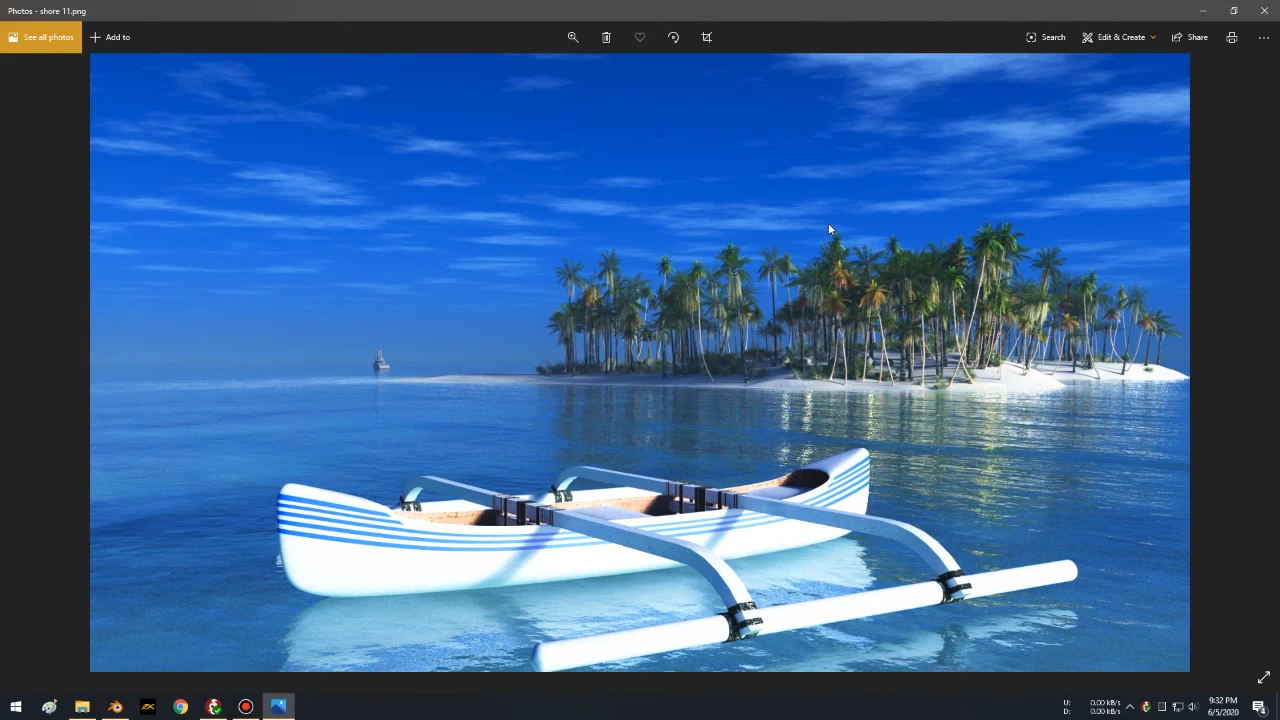 Photos - shore 11.png
See all photos
Add to
Search
Edit & Create
Share
U:
D:
0.00 kB/s
0.00 kB/s
9:32 PM
6/5/2020
4